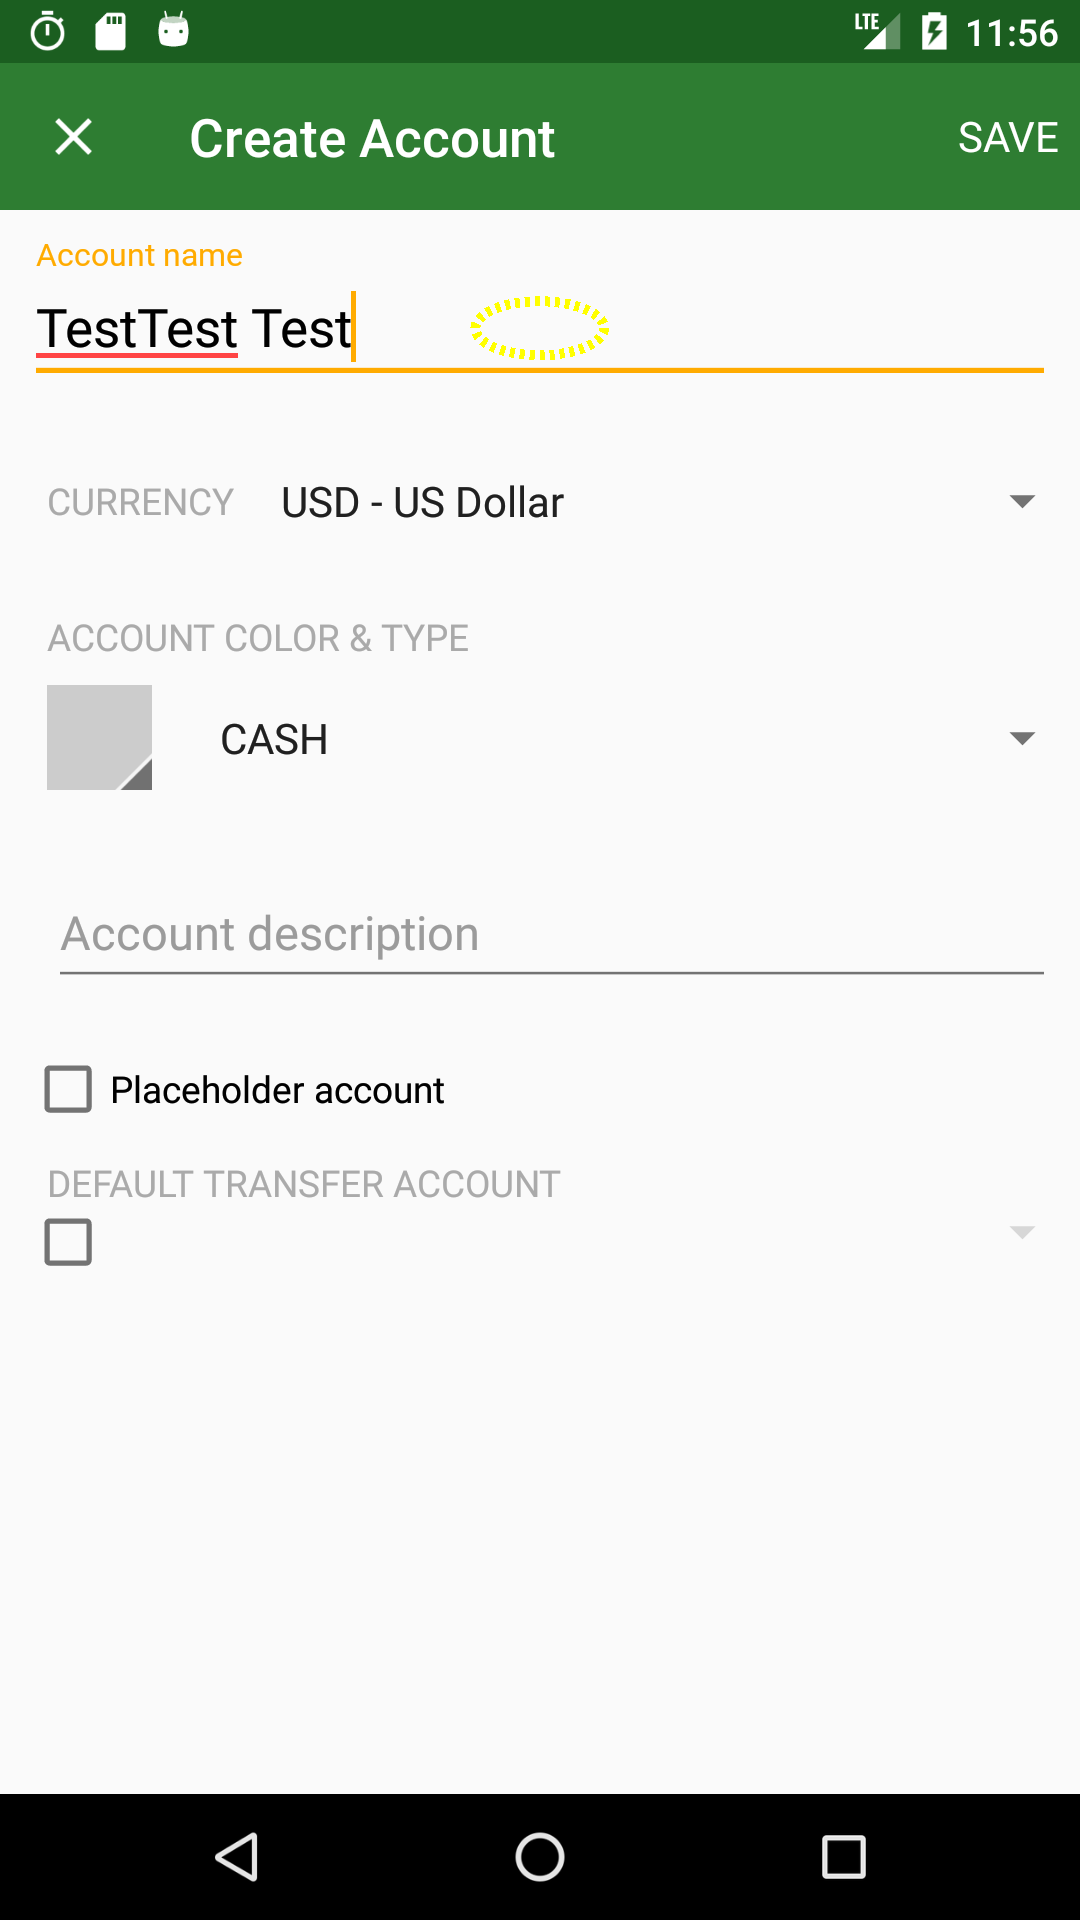 LTE 11:56
Create Account SAVE
Account name
TestTest Test
CURRENCY USD - US Dollar
ACCOUNT COLOR & TYPE
CASH
Account description
Placeholder account
DEFAULT TRANSFER ACCOUNT